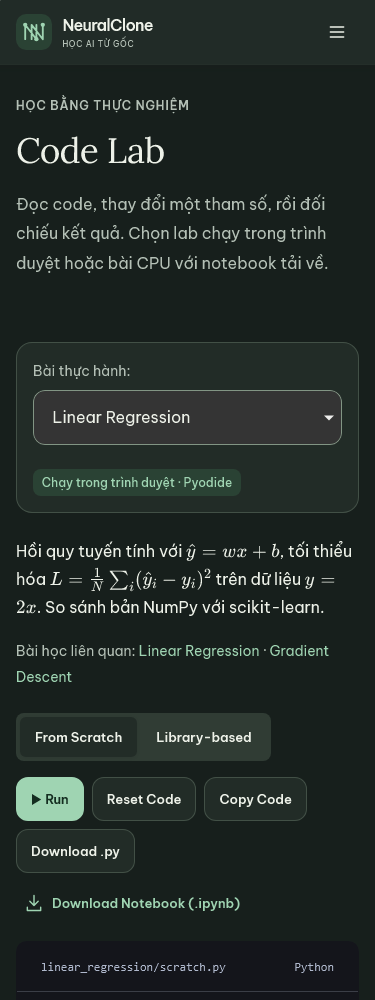 NeuralClone
HỌC AI TỪ GỐC
HỌC BẰNG THỰC NGHIỆM
Code Lab
Đọc code, thay đổi một tham số, rồi đối
chiếu kết quả. Chọn lab chạy trong trình
duyệt hoặc bài CPU với notebook tải về.
Bài thực hành:
Linear Regression
Chạy trong trình duyệt · Pyodide
Hồi quy tuyến tính với ŷ = wx + b, tối thiểu
hóa L = 1/N ∑ᵢ(ŷᵢ − yᵢ)² trên dữ liệu y =
2x. So sánh bản NumPy với scikit-learn.
Bài học liên quan: Linear Regression · Gradient
Descent
From Scratch Library-based
▶ Run Reset Code Copy Code
Download .py
Download Notebook (.ipynb)
linear_regression/scratch.py Python